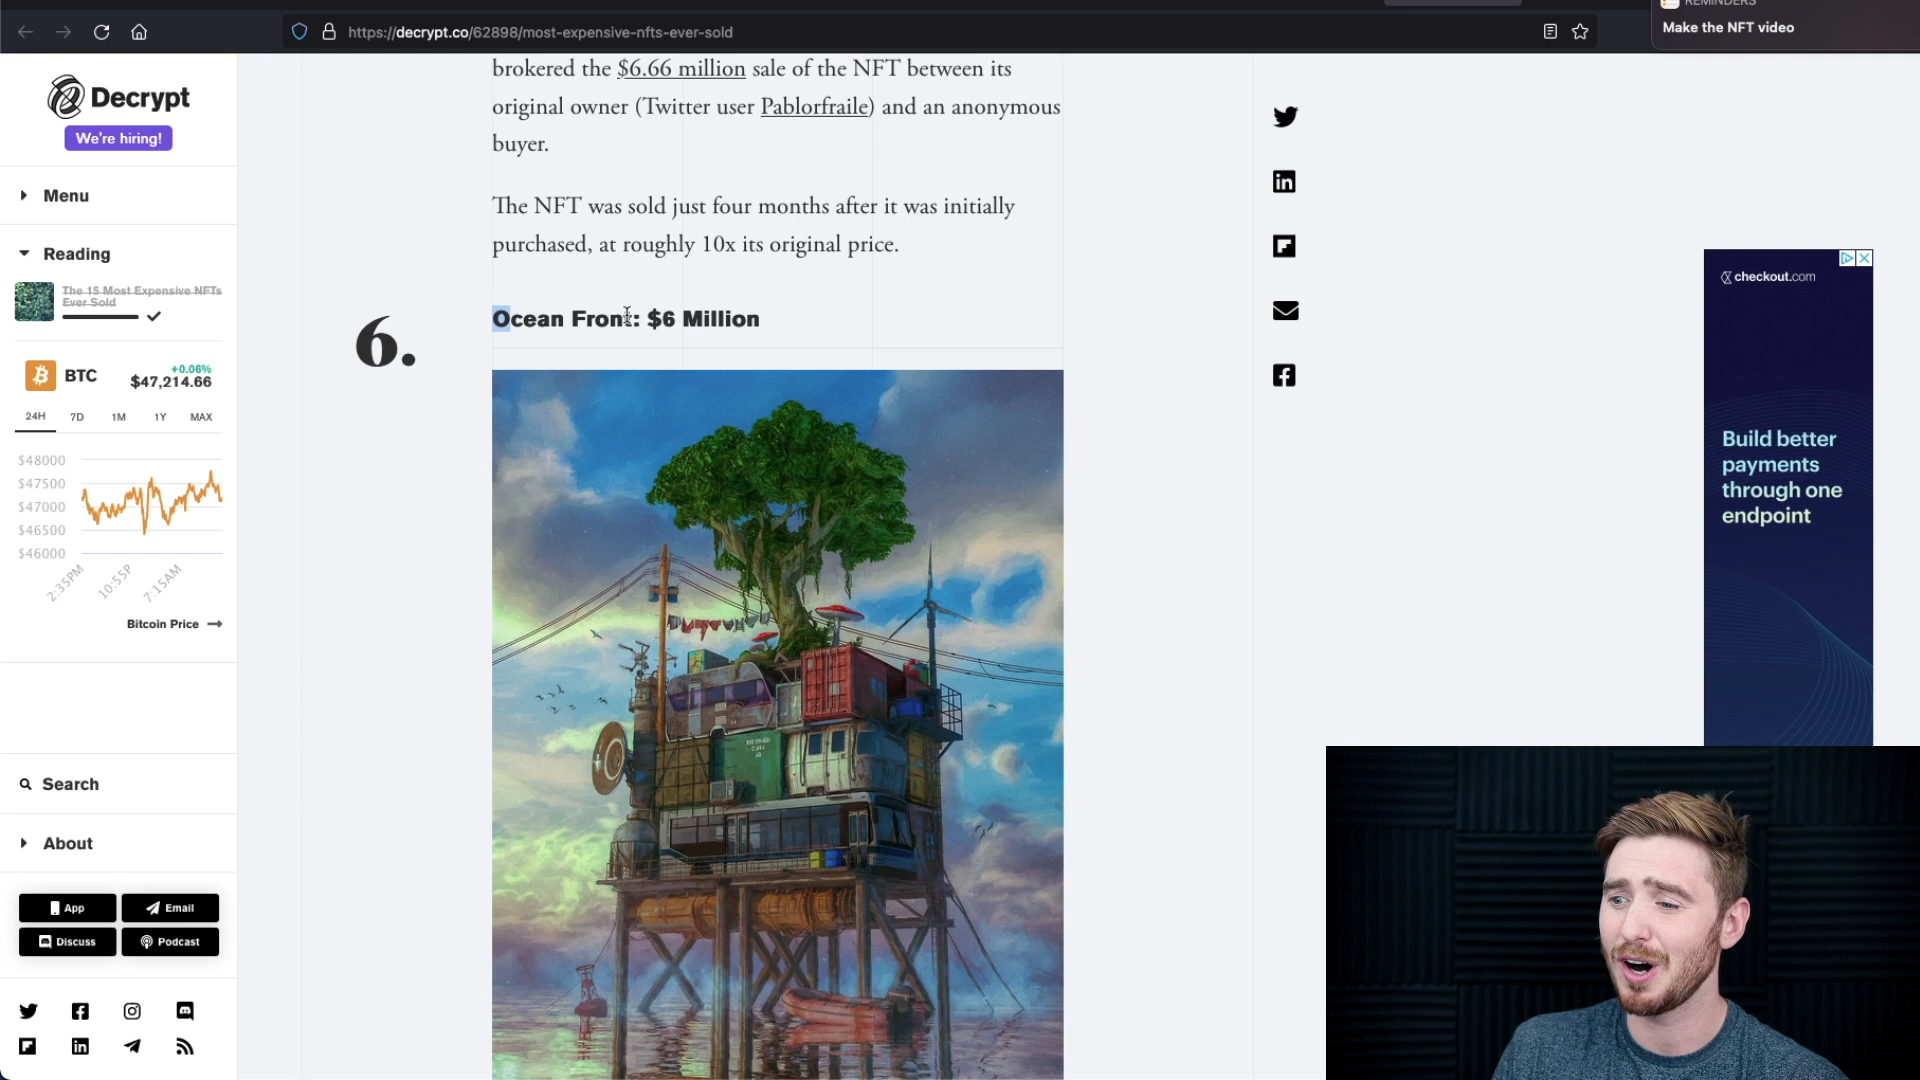 REMINDERS
https://decrypt.co/62898/most-expensive-nfts-ever-sold
Make the NFT video
Decrypt
We're hiring!
Menu
Reading
The 15 Most Expensive NFTs
Ever Sold
BTC
+0.06%
$47,214.66
24H 7D 1M 1Y MAX
$48000
$47500
$47000
$46500
$46000
2:35PM 10:55P 7:15AM
Bitcoin Price
Search
About
App
Email
Discuss
Podcast
brokered the $6.66 million sale of the NFT between its
original owner (Twitter user Pablorfraile) and an anonymous
buyer.
The NFT was sold just four months after it was initially
purchased, at roughly 10x its original price.
6.
Ocean Front: $6 Million
checkout.com
Build better
payments
through one
endpoint